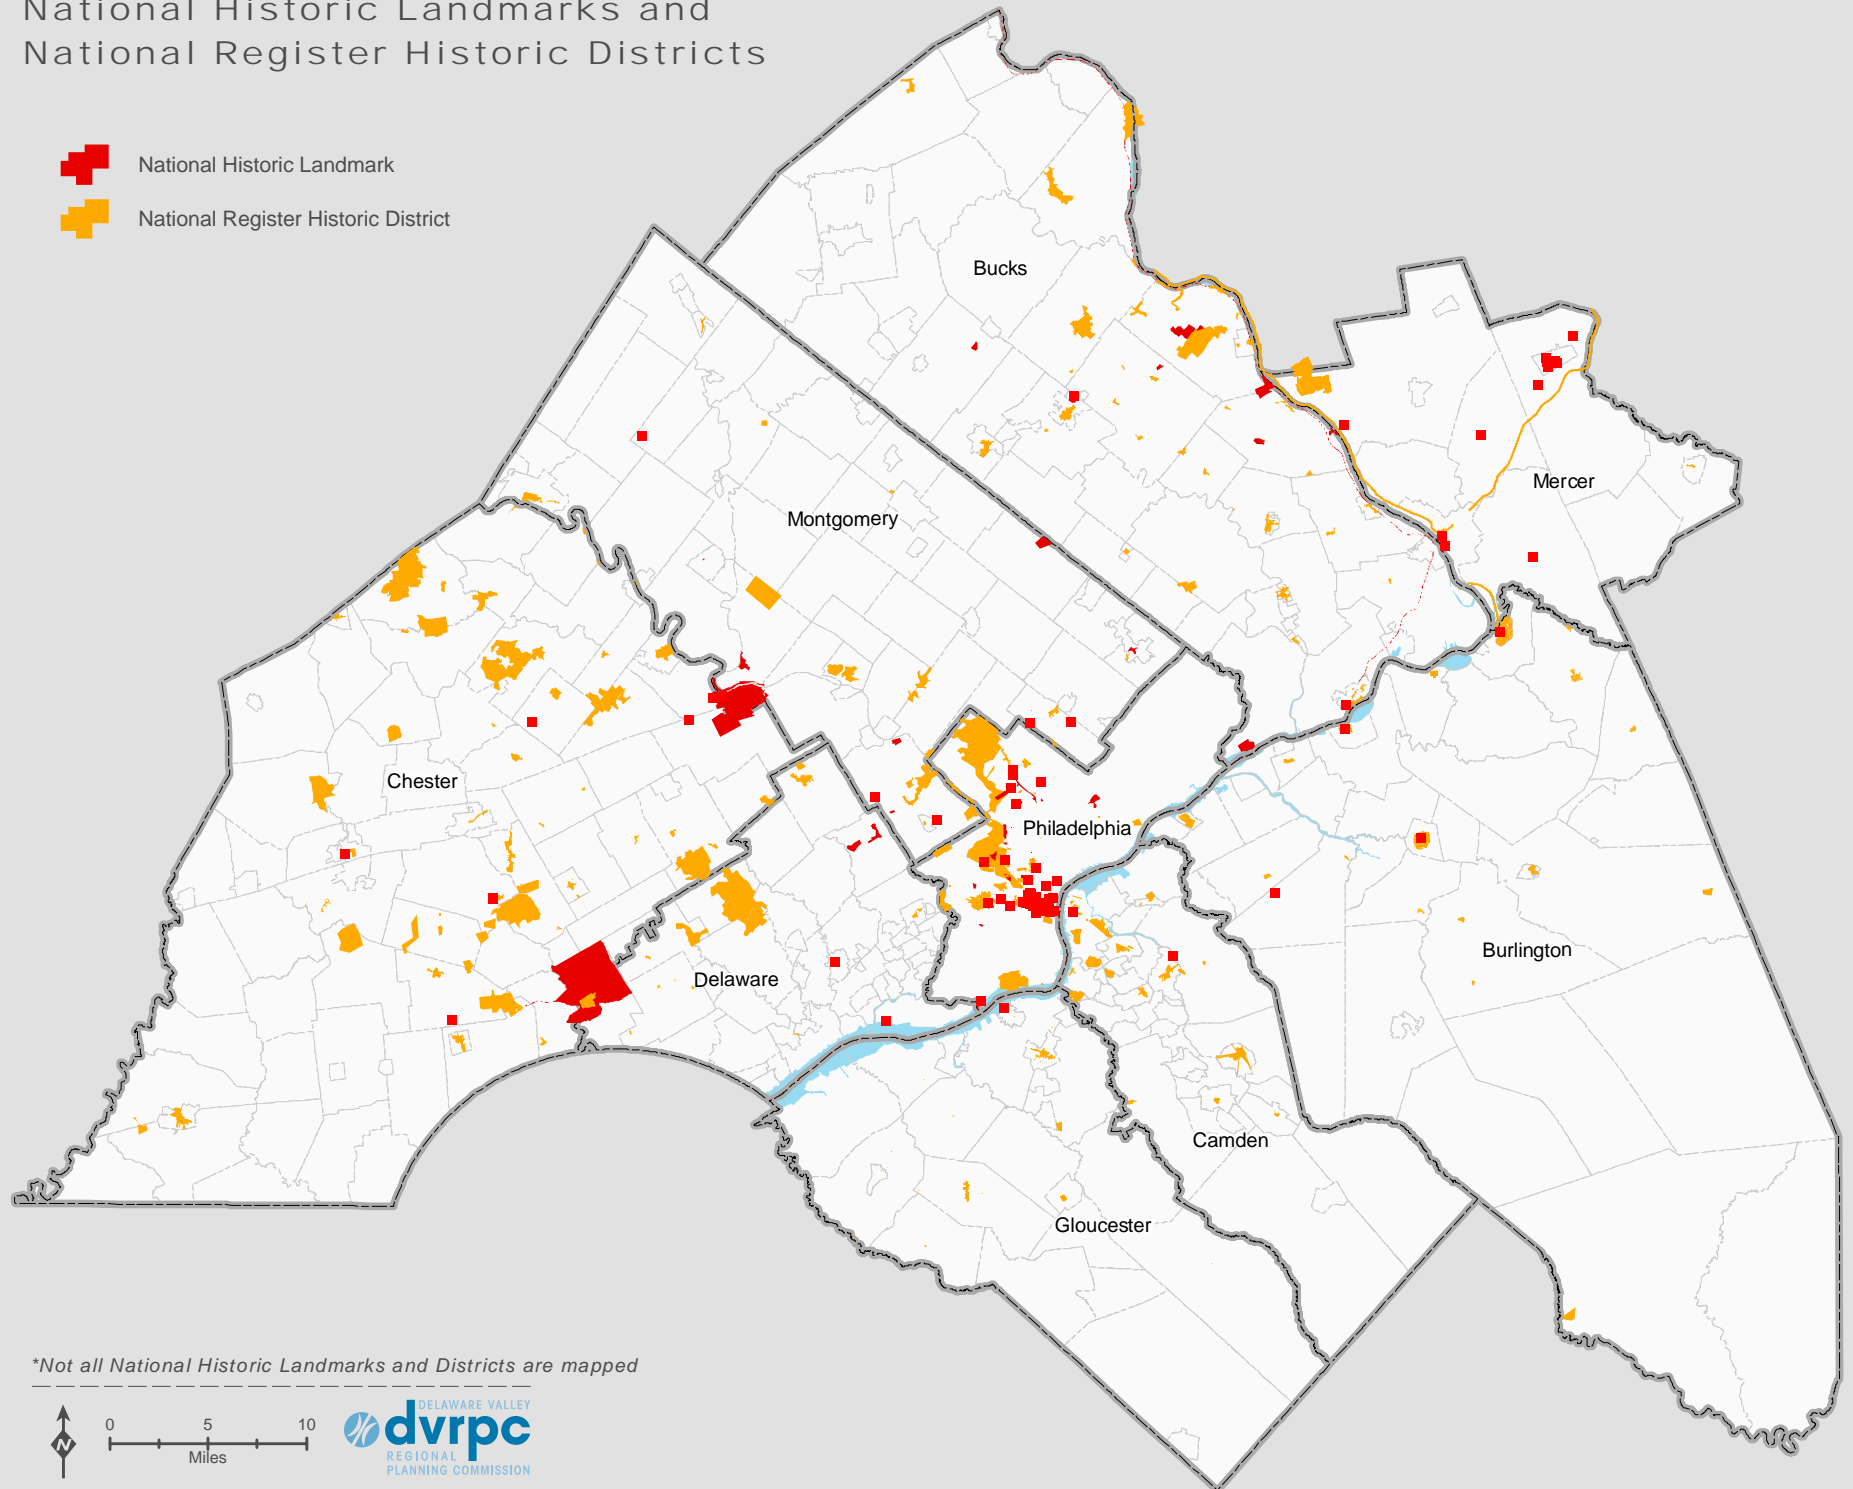 National Historic Landmarks and
National Register Historic Districts
National Historic Landmark
National Register Historic District
Bucks
Mercer
Montgomery
Chester
Philadelphia
Burlington
Delaware
Camden
Gloucester
*Not all National Historic Landmarks and Districts are mapped
0 5 10
Miles
N
DELAWARE VALLEY
dvrpc
REGIONAL
PLANNING COMMISSION